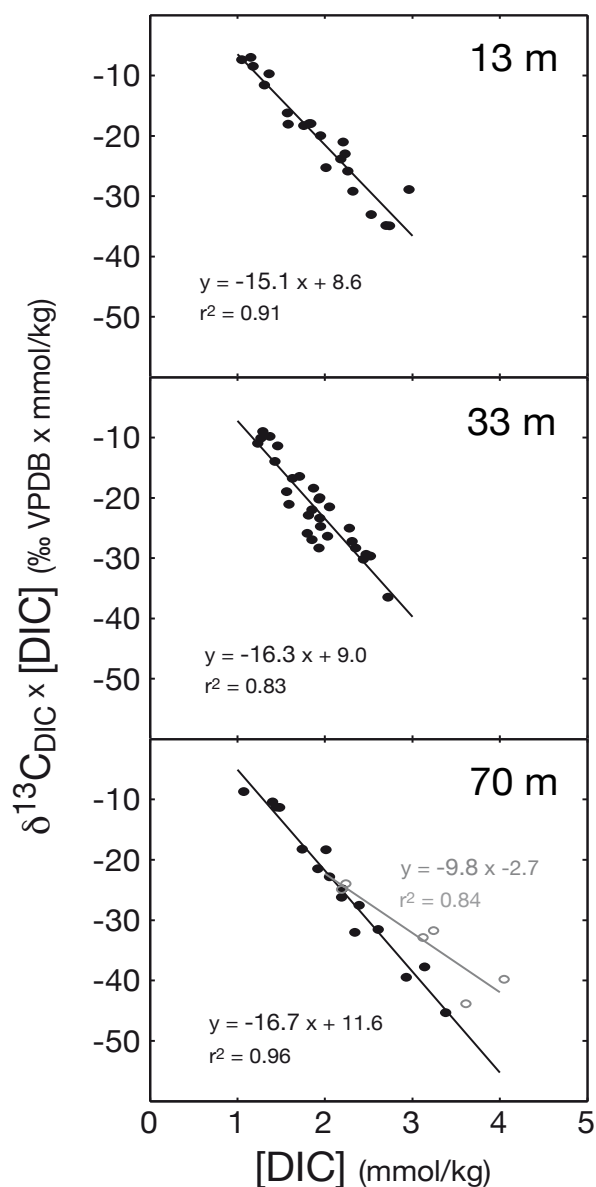 13 m
-10
-20
-30
-40
-50
y = -15.1 x + 8.6
r² = 0.91
33 m
-10
-20
-30
-40
-50
y = -16.3 x + 9.0
r² = 0.83
70 m
-10
-20
-30
-40
-50
y = -9.8 x -2.7
r² = 0.84
y = -16.7 x + 11.6
r² = 0.96
0 1 2 3 4 5
[DIC] (mmol/kg)
δ¹³C_DIC x [DIC] (‰ VPDB x mmol/kg)